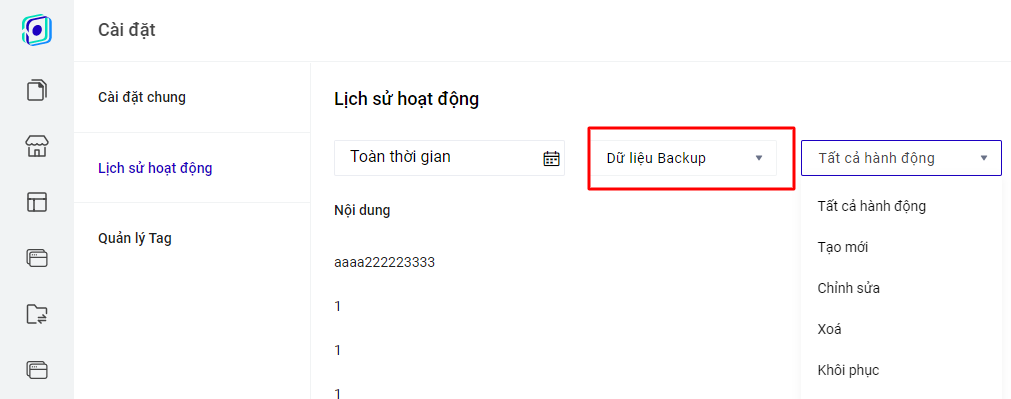 Cài đặt
Cài đặt chung
Lịch sử hoạt động
Quản lý Tag
Lịch sử hoạt động
Toàn thời gian
Dữ liệu Backup
Tất cả hành động
Tất cả hành động
Tạo mới
Chỉnh sửa
Xoá
Khôi phục
Nội dung
aaaa222223333
1
1
1